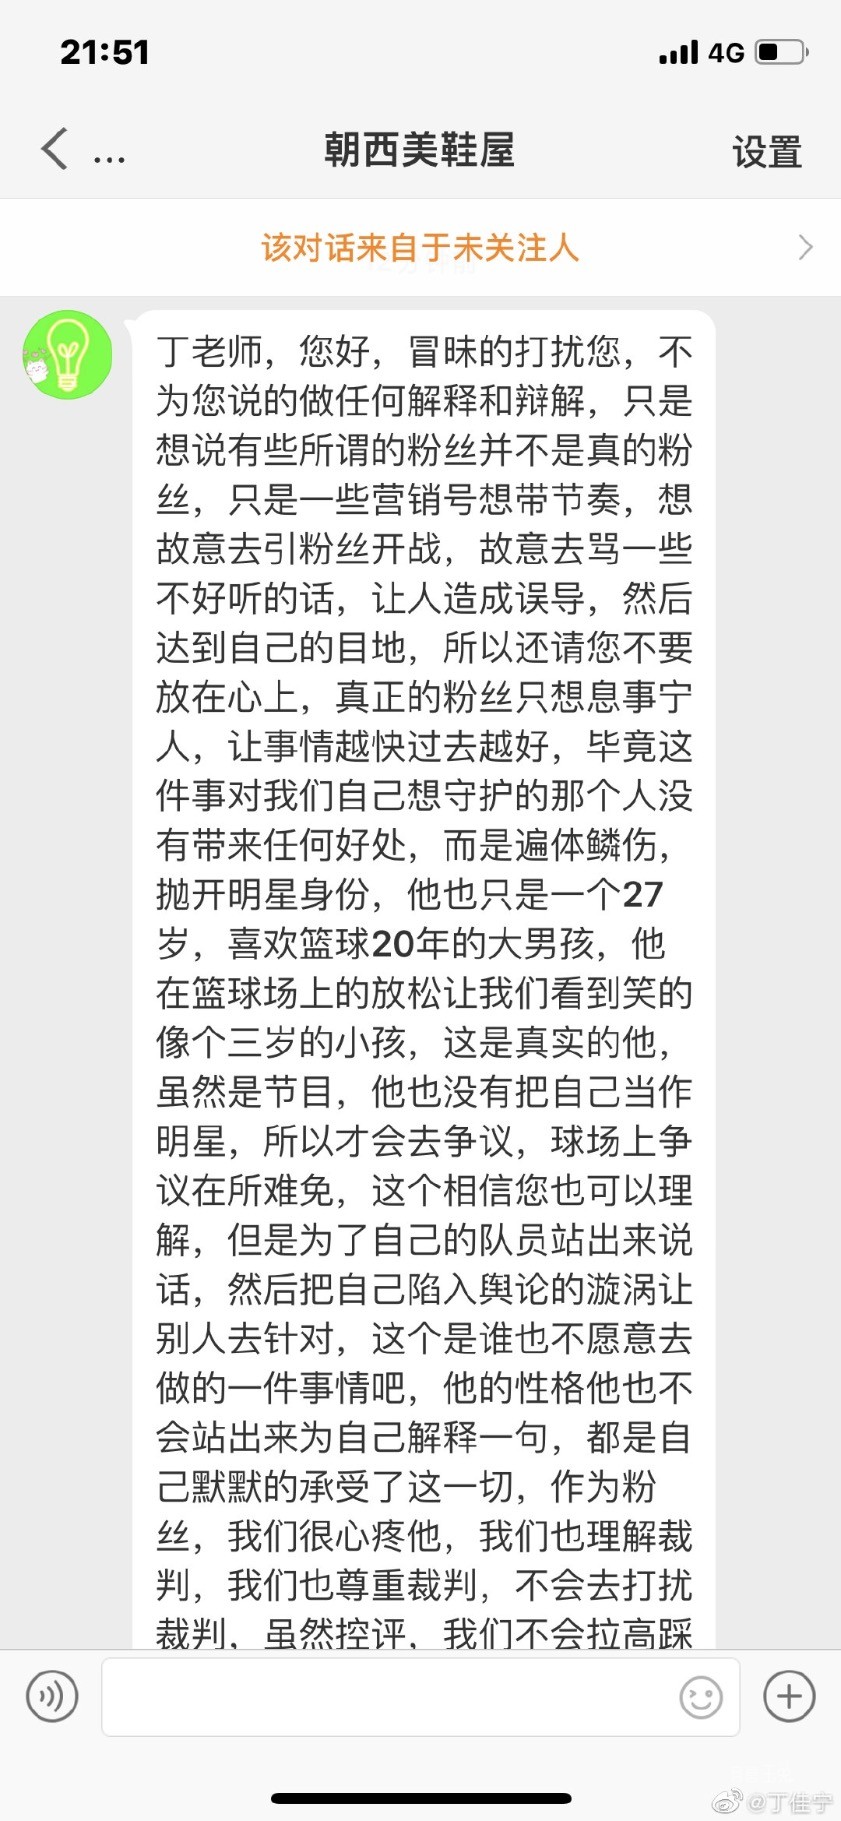 21:51
4G
...
朝西美鞋屋
设置
该对话来自于未关注人
丁老师，您好，冒昧的打扰您，不
为您说的做任何解释和辩解，只是
想说有些所谓的粉丝并不是真的粉
丝，只是一些营销号想带节奏，想
故意去引粉丝开战，故意去骂一些
不好听的话，让人造成误导，然后
达到自己的目地，所以还请您不要
放在心上，真正的粉丝只想息事宁
人，让事情越快过去越好，毕竟这
件事对我们自己想守护的那个人没
有带来任何好处，而是遍体鳞伤，
抛开明星身份，他也只是一个27
岁，喜欢篮球20年的大男孩，他
在篮球场上的放松让我们看到笑的
像个三岁的小孩，这是真实的他，
虽然是节目，他也没有把自己当作
明星，所以才会去争议，球场上争
议在所难免，这个相信您也可以理
解，但是为了自己的队员站出来说
话，然后把自己陷入舆论的漩涡让
别人去针对，这个是谁也不愿意去
做的一件事情吧，他的性格他也不
会站出来为自己解释一句，都是自
己默默的承受了这一切，作为粉
丝，我们很心疼他，我们也理解裁
判，我们也尊重裁判，不会去打扰
裁判，虽然控评，我们不会拉高踩
@丁佳宁